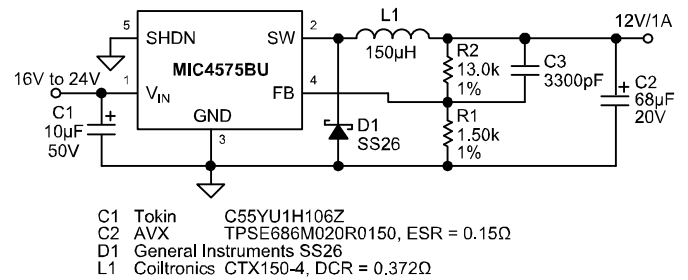 L1
12V/1A
5
SHDN
SW
2
150µH
R2
13.0k
1%
C3
3300pF
MIC4575BU
16V to 24V
1
VIN
FB
4
C2
68µF
20V
C1
10µF
50V
GND
3
D1
SS26
R1
1.50k
1%
C1 Tokin C55YU1H106Z
C2 AVX TPSE686M020R0150, ESR = 0.15Ω
D1 General Instruments SS26
L1 Coiltronics CTX150-4, DCR = 0.372Ω